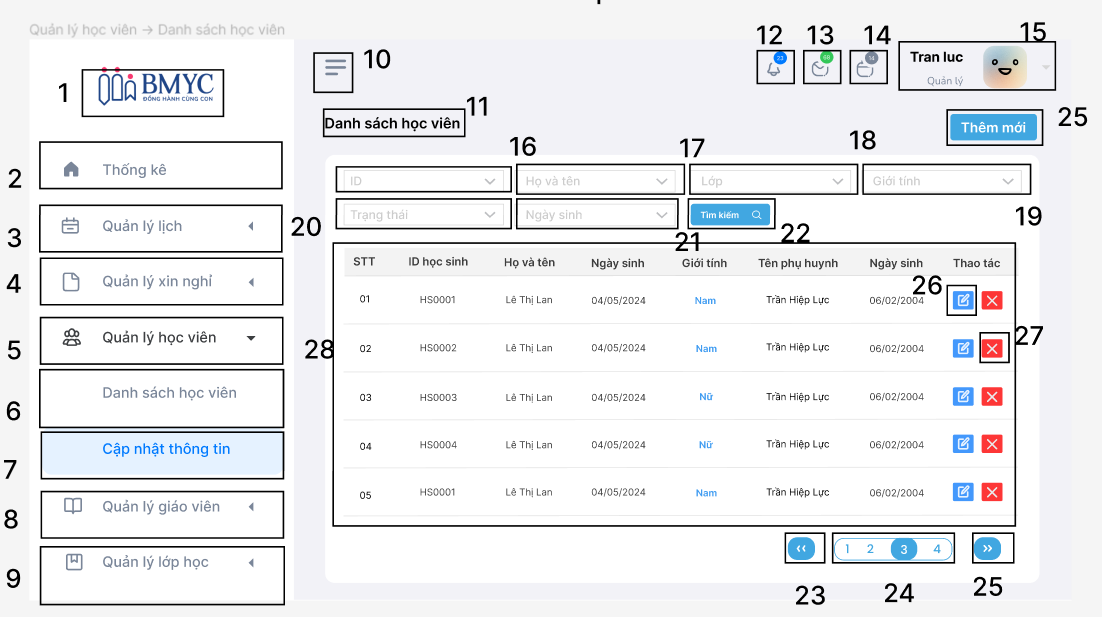 Quản lý học viên → Danh sách học viên
1
BMYC
ĐỒNG HÀNH CÙNG CON
10
12
23
13
59
14
14
15
Tran luc
Quản lý
11
Danh sách học viên
25
Thêm mới
2
Thống kê
3
Quản lý lịch
4
Quản lý xin nghỉ
5
Quản lý học viên
6
Danh sách học viên
7
Cập nhật thông tin
8
Quản lý giáo viên
9
Quản lý lớp học
16
17
18
ID
Họ và tên
Lớp
Giới tính
19
20
Trạng thái
Ngày sinh
21
Tìm kiếm
22
STT ID học sinh Họ và tên Ngày sinh Giới tính Tên phụ huynh Ngày sinh Thao tác
26
01 HS0001 Lê Thị Lan 04/05/2024 Nam Trần Hiệp Lực 06/02/2004
27
28
02 HS0002 Lê Thị Lan 04/05/2024 Nam Trần Hiệp Lực 06/02/2004
03 HS0003 Lê Thị Lan 04/05/2024 Nữ Trần Hiệp Lực 06/02/2004
04 HS0004 Lê Thị Lan 04/05/2024 Nữ Trần Hiệp Lực 06/02/2004
05 HS0001 Lê Thị Lan 04/05/2024 Nam Trần Hiệp Lực 06/02/2004
‹‹ 1 2 3 4 ››
23
24
25